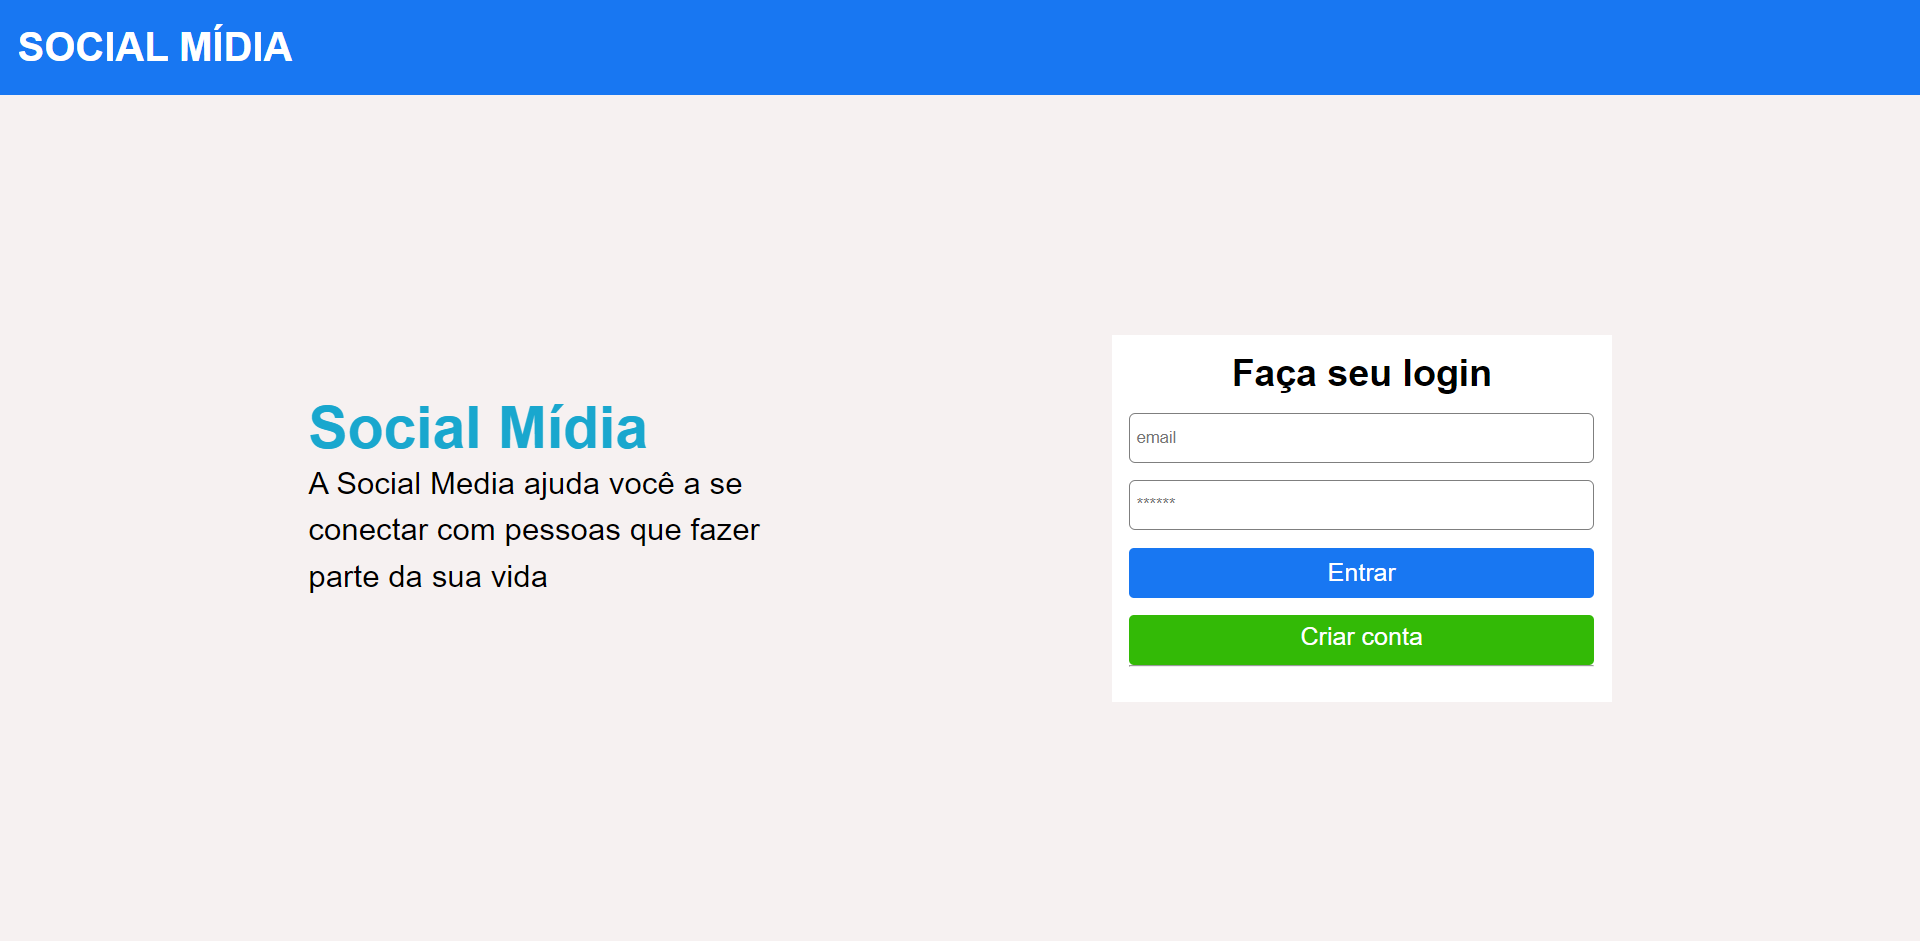 SOCIAL MÍDIA
Social Mídia
A Social Media ajuda você a se
conectar com pessoas que fazer
parte da sua vida
Faça seu login
email
******
Entrar
Criar conta